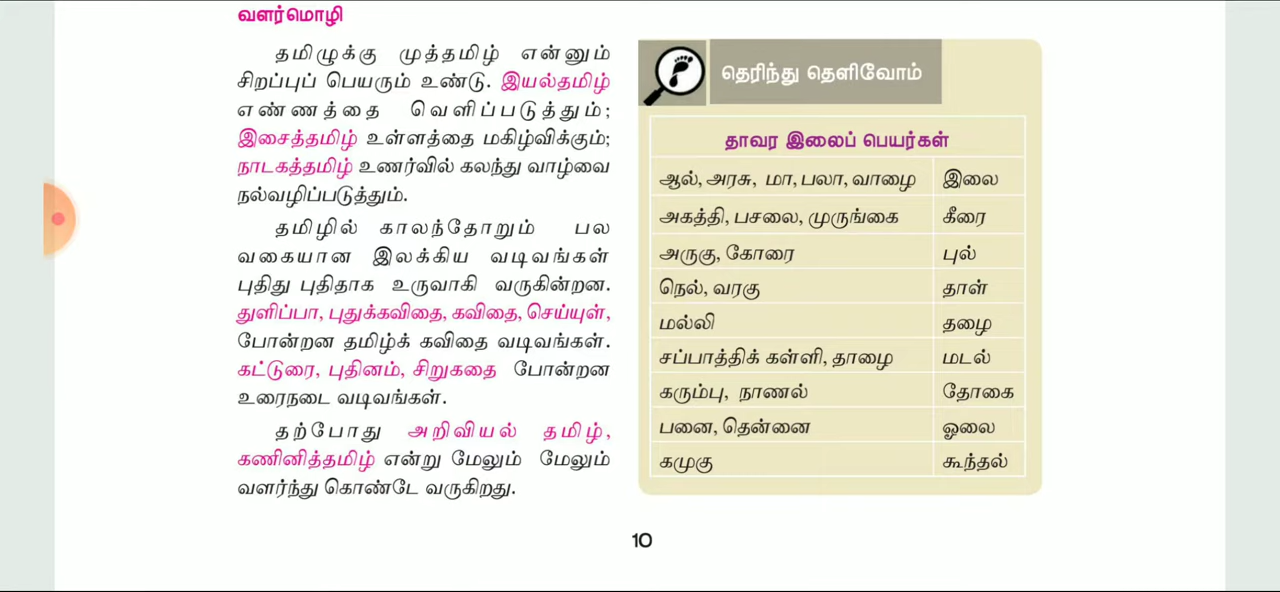 வளர்மொழி
தமிழுக்கு முத்தமிழ் என்னும்
சிறப்புப் பெயரும் உண்டு. இயல்தமிழ்
எண்ணத்தை வெளிப்படுத்தும்;
இசைத்தமிழ் உள்ளத்தை மகிழ்விக்கும்;
நாடகத்தமிழ் உணர்வில் கலந்து வாழ்வை
நல்வழிப்படுத்தும்.
தமிழில் காலந்தோறும் பல
வகையான இலக்கிய வடிவங்கள்
புதிது புதிதாக உருவாகி வருகின்றன.
துளிப்பா, புதுக்கவிதை, கவிதை, செய்யுள்,
போன்றன தமிழ்க் கவிதை வடிவங்கள்.
கட்டுரை, புதினம், சிறுகதை போன்றன
உரைநடை வடிவங்கள்.
தற்போது அறிவியல் தமிழ்,
கணினித்தமிழ் என்று மேலும் மேலும்
வளர்ந்து கொண்டே வருகிறது.
தெரிந்து தெளிவோம்
தாவர இலைப் பெயர்கள்
ஆல், அரசு, மா, பலா, வாழை இலை
அகத்தி, பசலை, முருங்கை கீரை
அருகு, கோரை புல்
நெல், வரகு தாள்
மல்லி தழை
சப்பாத்திக் கள்ளி, தாழை மடல்
கரும்பு, நாணல் தோகை
பனை, தென்னை ஓலை
கமுகு கூந்தல்
10